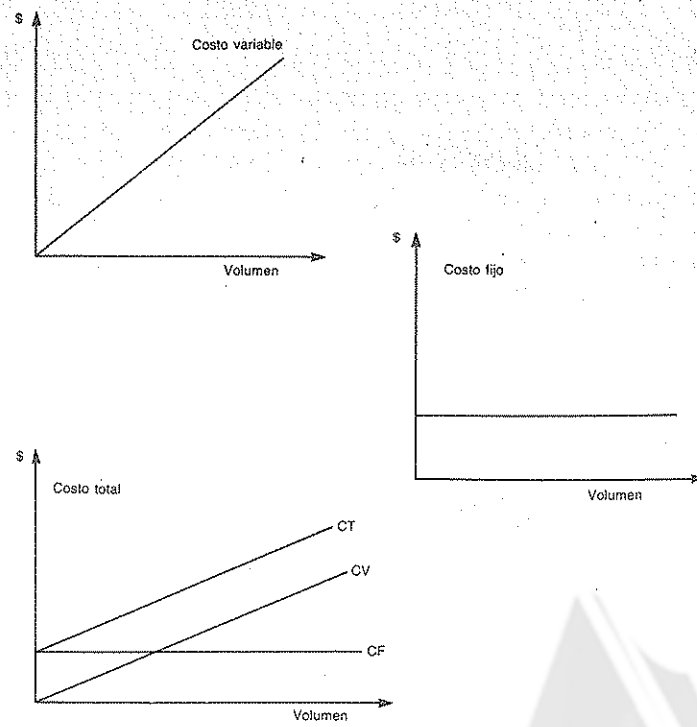 $
Costo variable
Volumen
$
Costo fijo
Volumen
$
Costo total
CT
CV
CF
Volumen